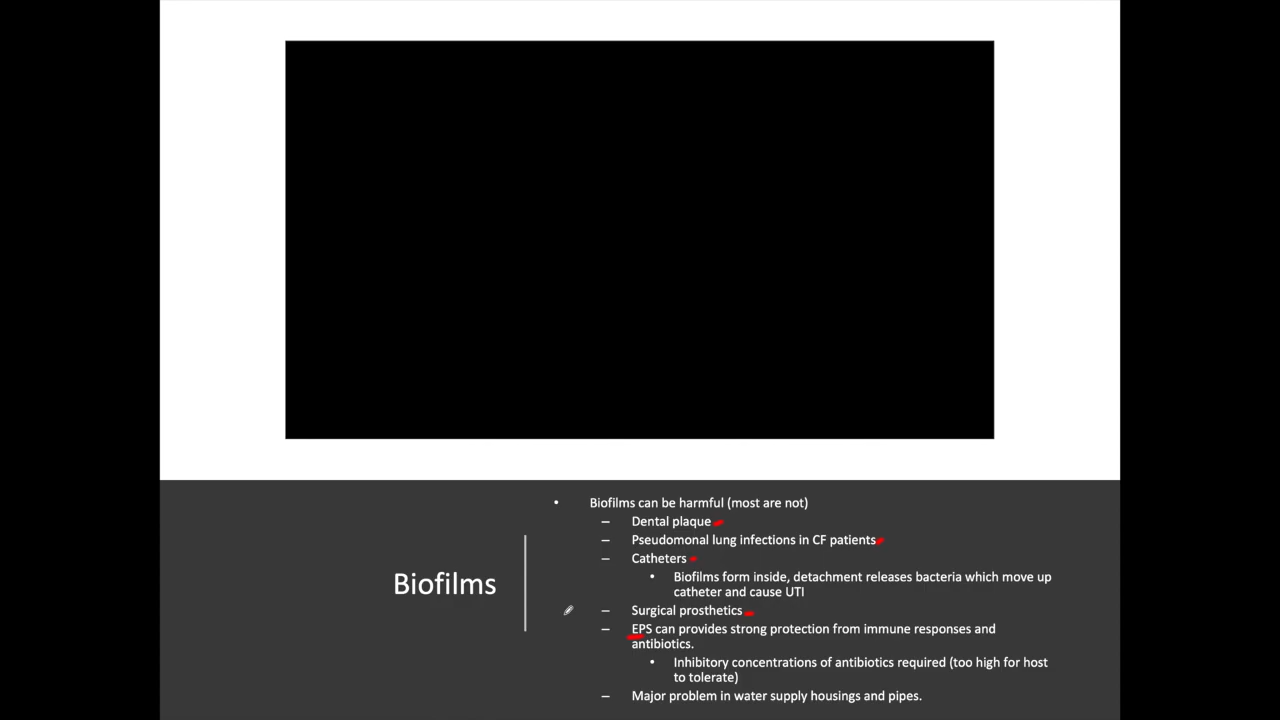 Biofilms
• Biofilms can be harmful (most are not)
– Dental plaque
– Pseudomonal lung infections in CF patients
– Catheters
• Biofilms form inside, detachment releases bacteria which move up
catheter and cause UTI
– Surgical prosthetics
– EPS can provides strong protection from immune responses and
antibiotics.
• Inhibitory concentrations of antibiotics required (too high for host
to tolerate)
– Major problem in water supply housings and pipes.